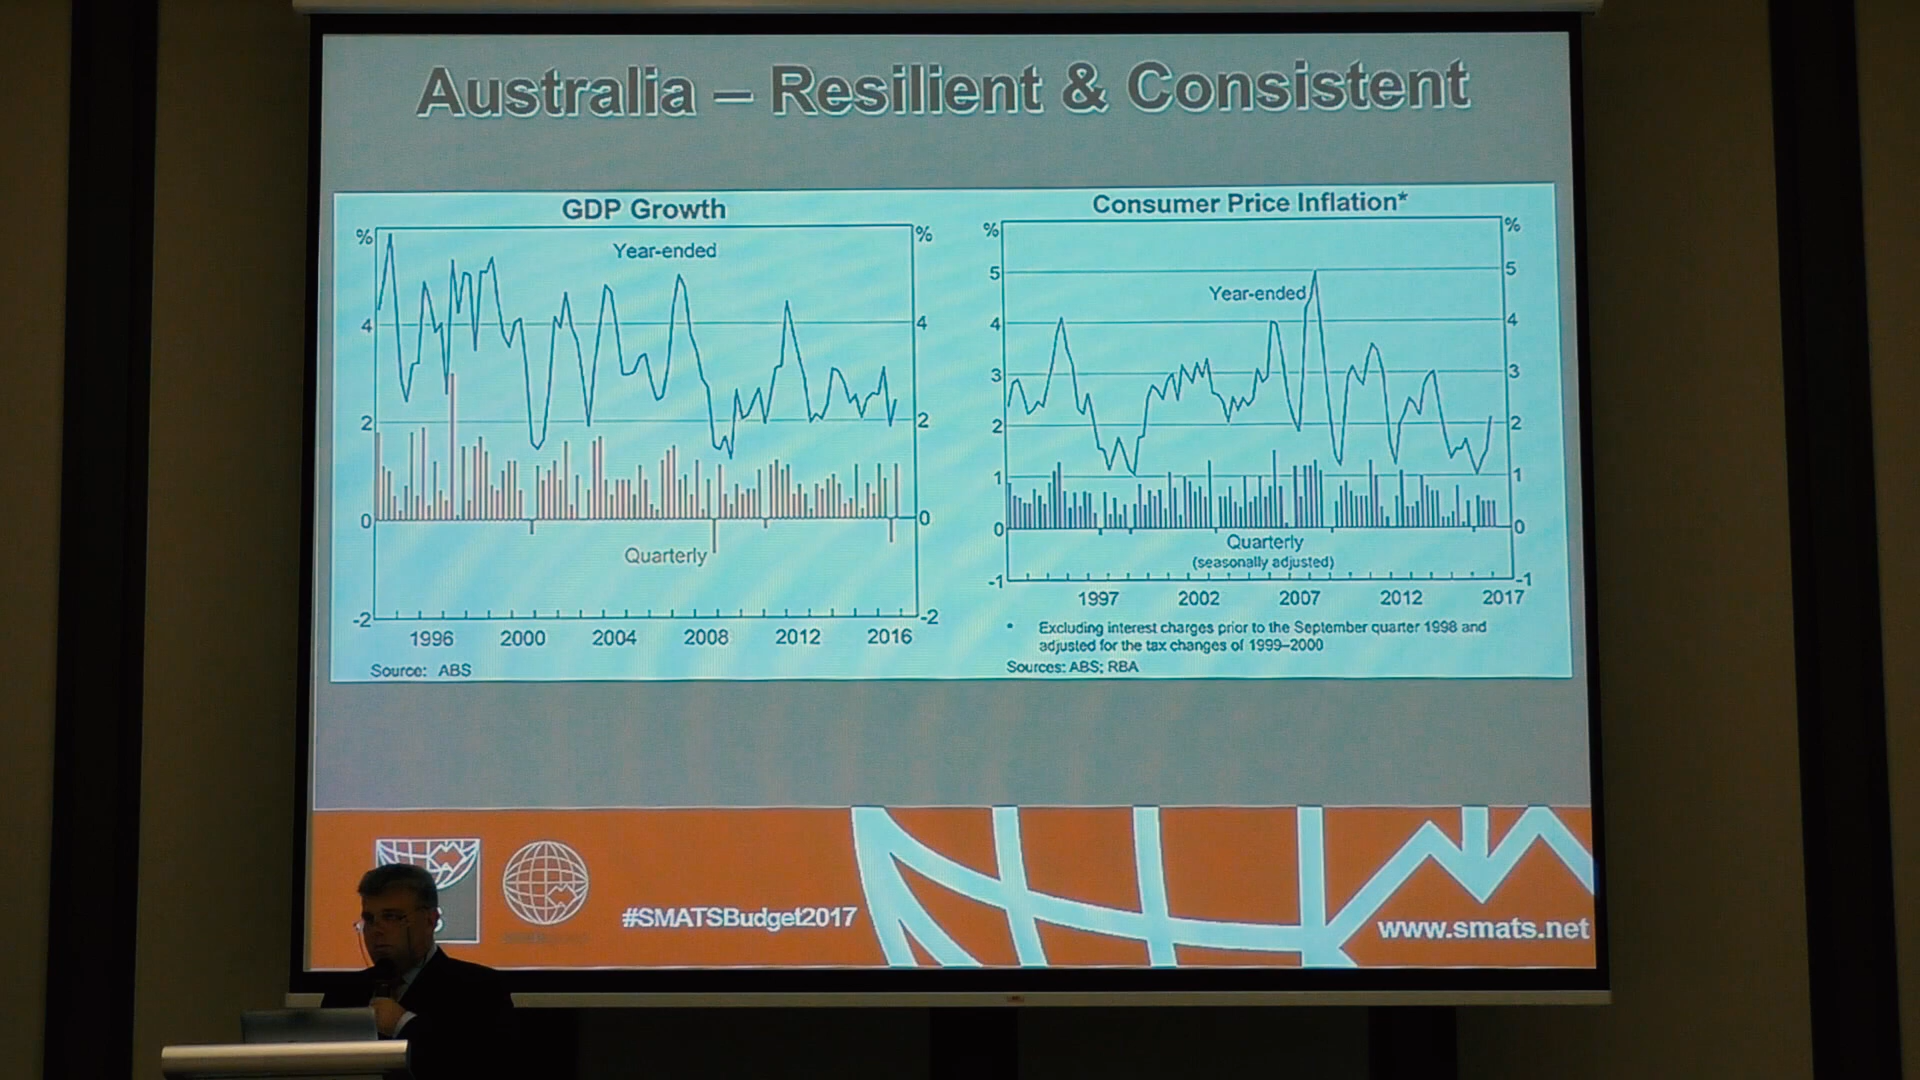 Australia – Resilient & Consistent
GDP Growth
% %
Year-ended
4 4
2 2
0 0
Quarterly
-2 -2
1996 2000 2004 2008 2012 2016
Source: ABS
Consumer Price Inflation*
% %
5 5
Year-ended
4 4
3 3
2 2
1 1
0 0
Quarterly
(seasonally adjusted)
-1 -1
1997 2002 2007 2012 2017
* Excluding interest charges prior to the September quarter 1998 and
adjusted for the tax changes of 1999–2000
Sources: ABS; RBA
#SMATSBudget2017
www.smats.net